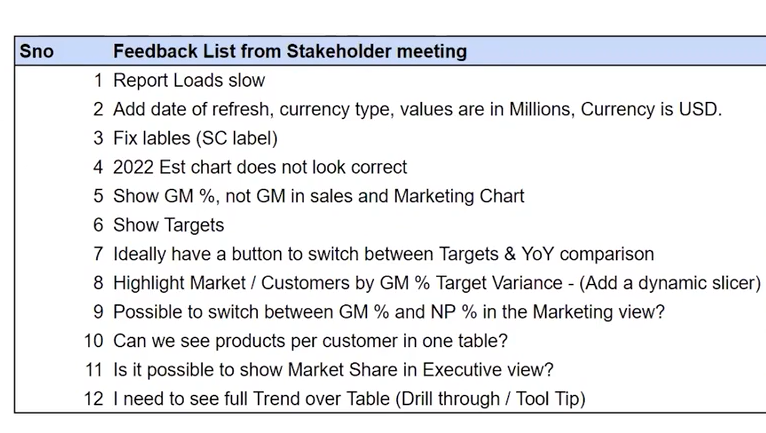 Sno Feedback List from Stakeholder meeting
1 Report Loads slow
2 Add date of refresh, currency type, values are in Millions, Currency is USD.
3 Fix lables (SC label)
4 2022 Est chart does not look correct
5 Show GM %, not GM in sales and Marketing Chart
6 Show Targets
7 Ideally have a button to switch between Targets & YoY comparison
8 Highlight Market / Customers by GM % Target Variance - (Add a dynamic slicer)
9 Possible to switch between GM % and NP % in the Marketing view?
10 Can we see products per customer in one table?
11 Is it possible to show Market Share in Executive view?
12 I need to see full Trend over Table (Drill through / Tool Tip)